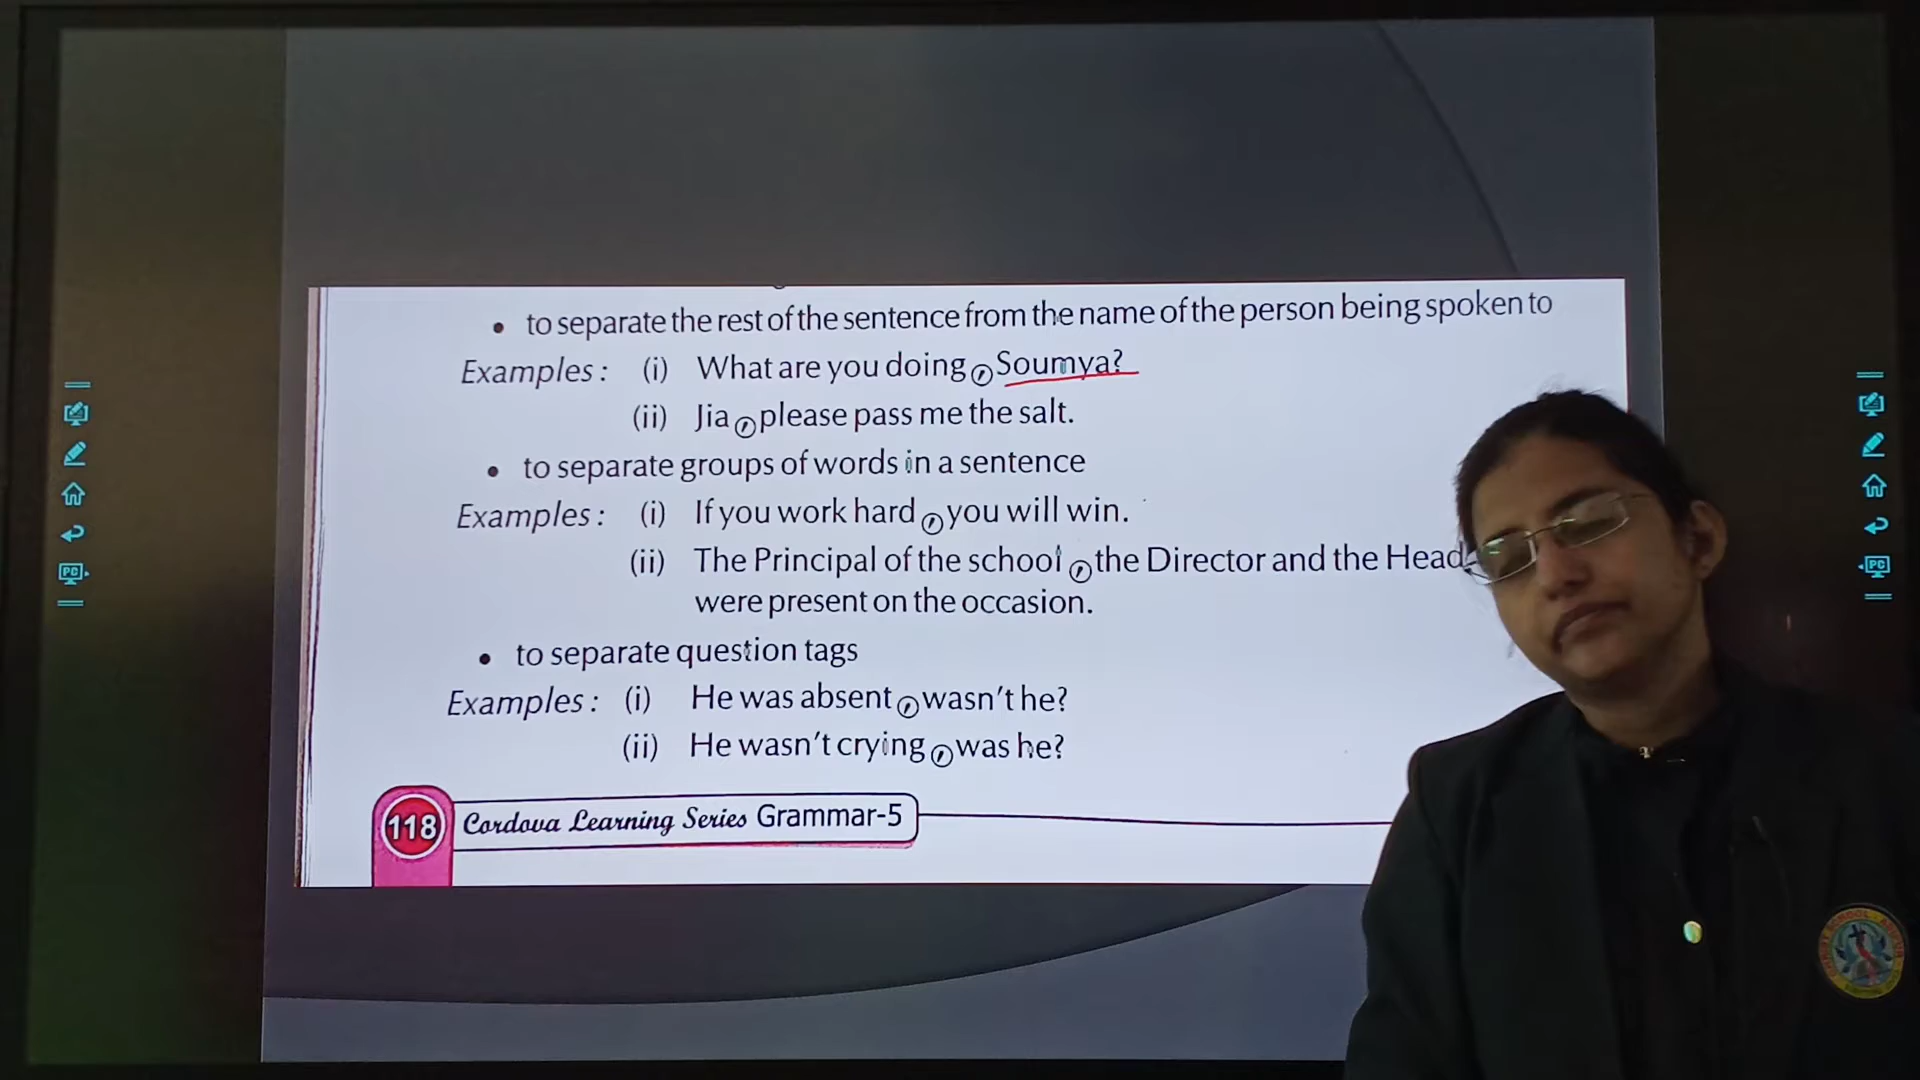 • to separate the rest of the sentence from the name of the person being spoken to
Examples : (i) What are you doing, Soumya?
(ii) Jia, please pass me the salt.
• to separate groups of words in a sentence
Examples : (i) If you work hard, you will win.
(ii) The Principal of the school, the Director and the Head
were present on the occasion.
• to separate question tags
Examples : (i) He was absent, wasn't he?
(ii) He wasn't crying, was he?
118 Cordova Learning Series Grammar-5
PC
PC